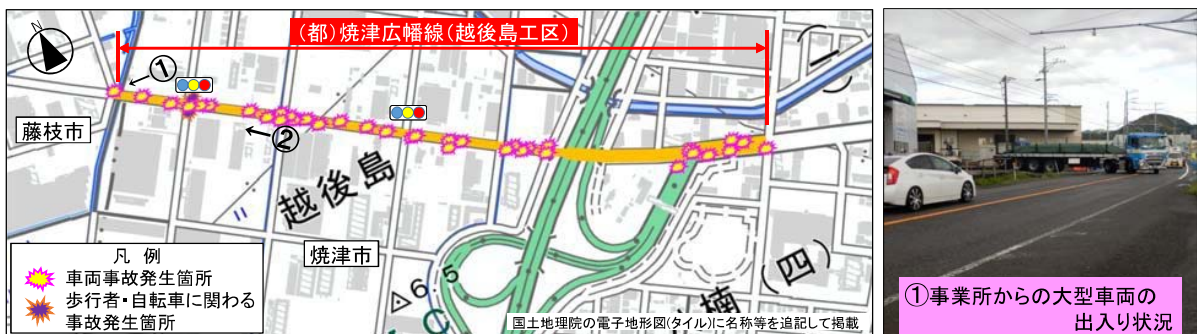 (都)焼津広幡線(越後島工区)
①
藤枝市
②
越後島
焼津市
凡 例
車両事故発生箇所
歩行者・自転車に関わる
事故発生箇所
6.5
C
楠(四)
国土地理院の電子地形図(タイル)に名称等を追記して掲載
①事業所からの大型車両の
出入り状況